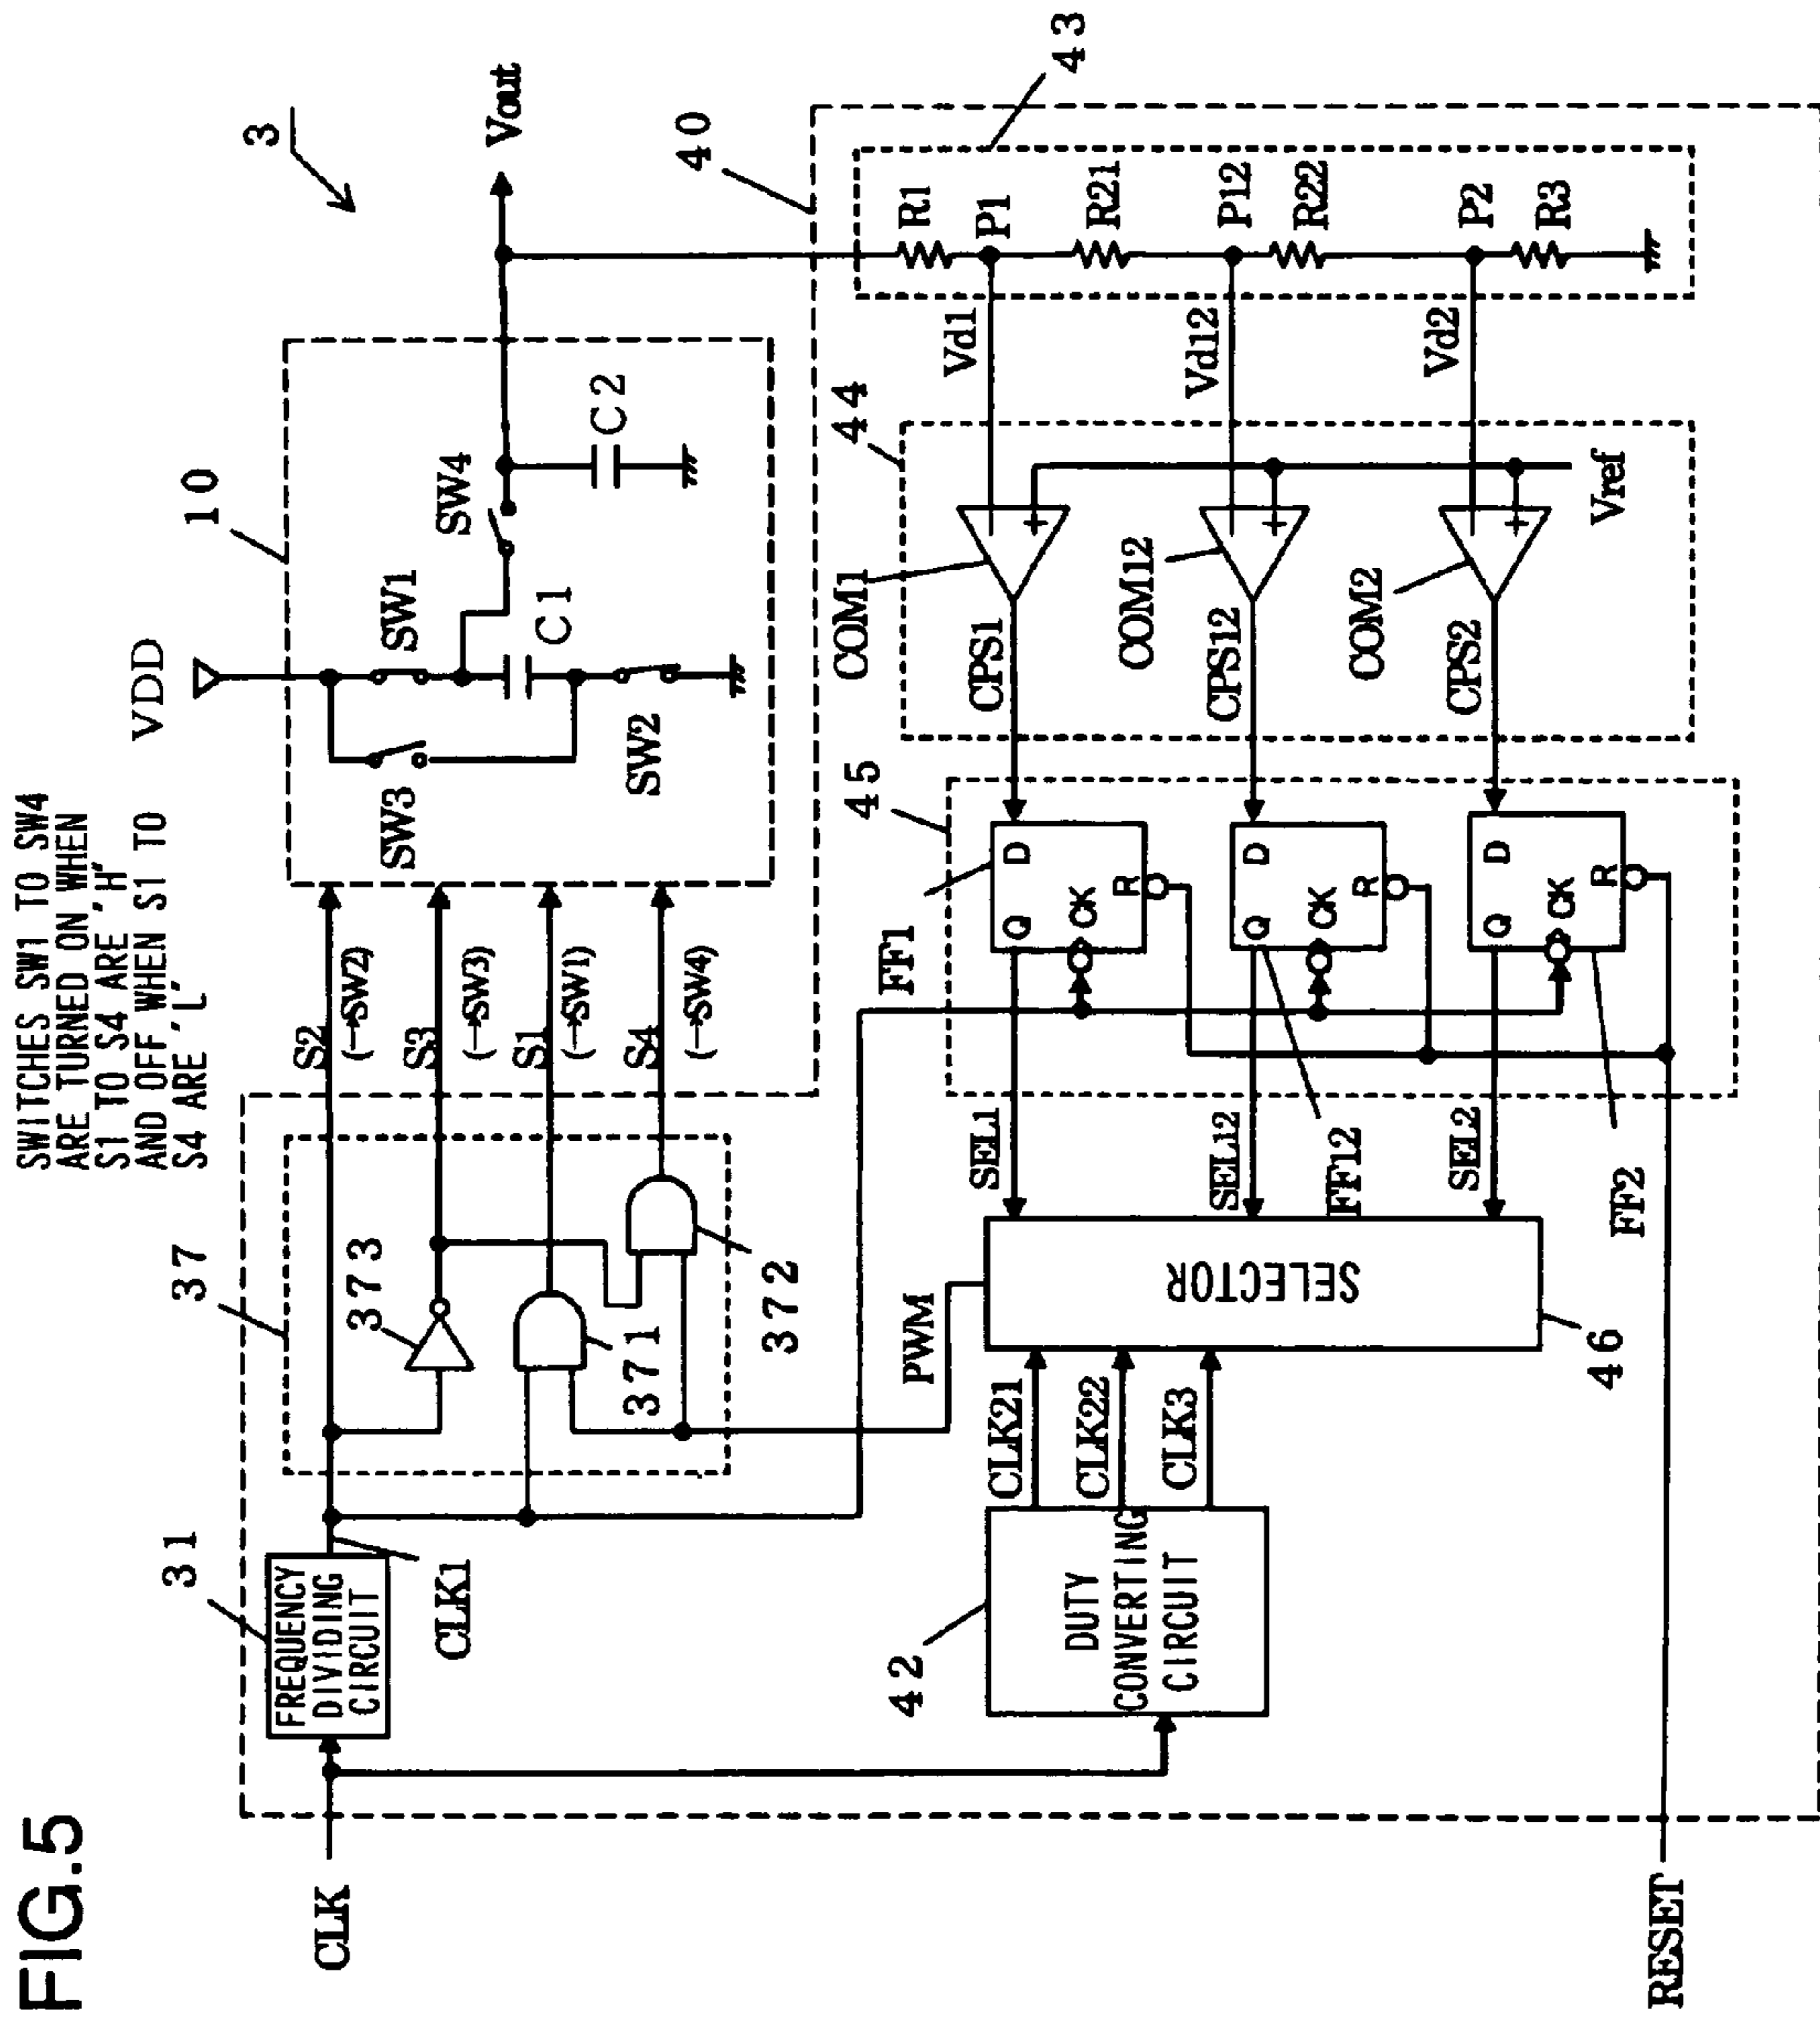 FIG.5
SWITCHES SW1 TO SW4
ARE TURNED ON WHEN
S1 TO S4 ARE 'H'
AND OFF WHEN S1 TO
S4 ARE 'L'
3
CLK
31
FREQUENCY
DIVIDING
CIRCUIT
CLK1
37
373
371
372
S2
(→SW2)
S3
(→SW3)
S1
(→SW1)
S4
(→SW4)
VDD
10
SW3
SW1
C1
SW2
SW4
C2
Vout
40
42
DUTY
CONVERTING
CIRCUIT
CLK21
CLK22
CLK3
PWM
SELECTOR
46
SEL1
SEL12
SEL2
45
FF1
Q
D
CK
R
FF12
Q
D
CK
R
FF2
Q
D
CK
R
44
CPS1
COM1
CPS12
COM12
CPS2
COM2
Vref
− +
− +
− +
Vd1
Vd12
Vd2
43
R1
P1
R21
P12
R22
P2
R3
RESET